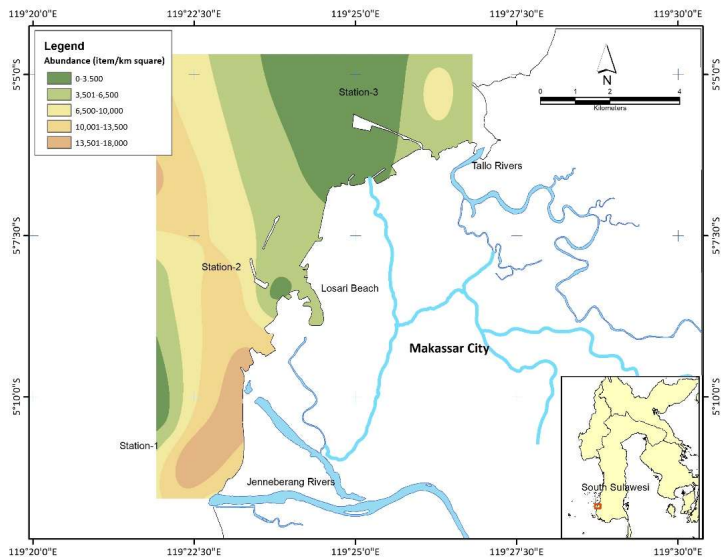 119°20'0"E 119°22'30"E 119°25'0"E 119°27'30"E 119°30'0"E
Legend
Abundance (item/km square)
0-3.500
3,501-6,500
6,500-10,000
10,001-13,500
13,501-18,000
N
0 1 2 4
Kilometers
5°5'0"S 5°5'0"S
Station-3
Tallo Rivers
5°7'30"S 5°7'30"S
Station-2
Losari Beach
Makassar City
5°10'0"S 5°10'0"S
Station-1
Jenneberang Rivers
South Sulawesi
119°20'0"E 119°22'30"E 119°25'0"E 119°27'30"E 119°30'0"E